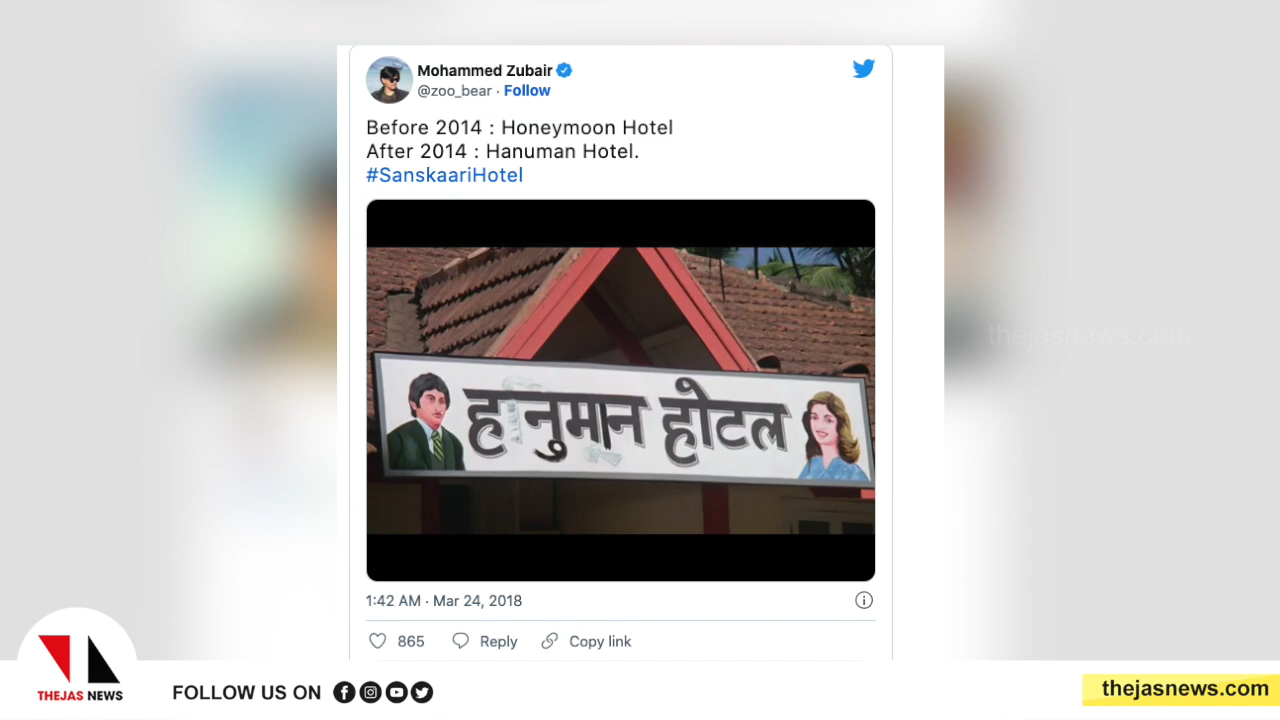 Mohammed Zubair
@zoo_bear · Follow
Before 2014 : Honeymoon Hotel
After 2014 : Hanuman Hotel.
#SanskaariHotel
हनुमान होटल
thejasnews.com
1:42 AM · Mar 24, 2018
865 Reply Copy link
THEJAS NEWS
FOLLOW US ON
thejasnews.com